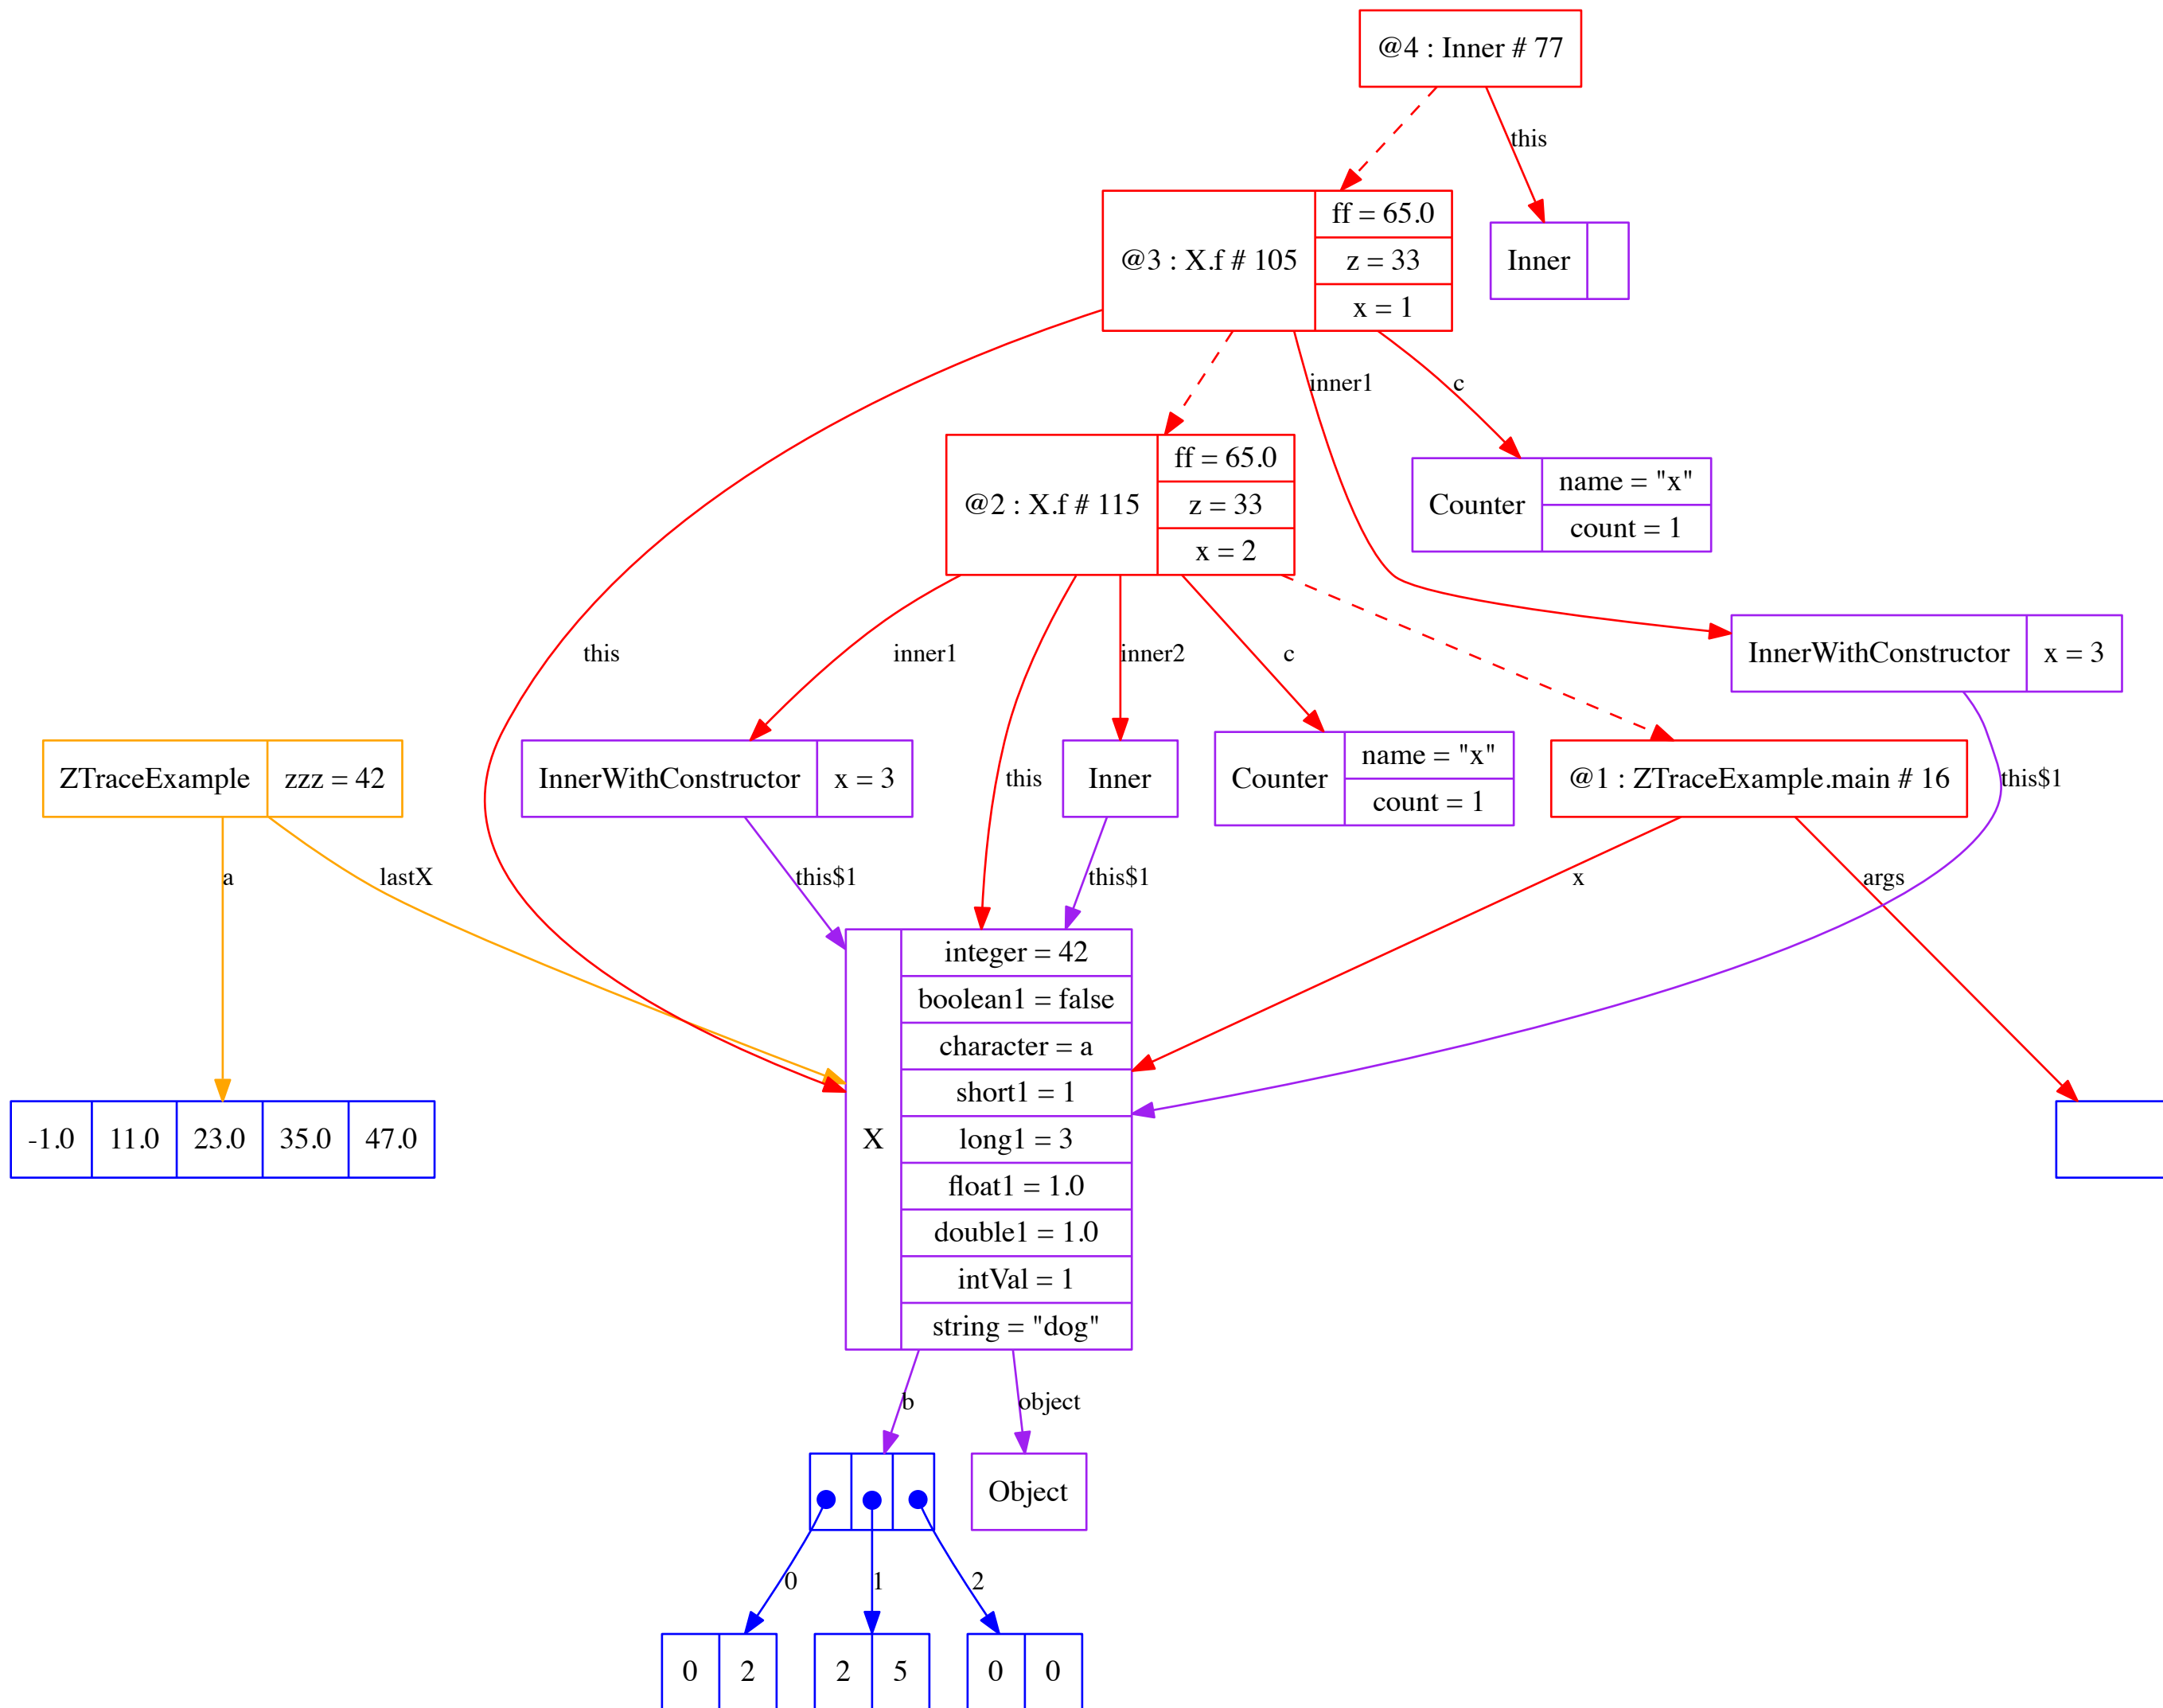 @4 : Inner # 77
this
@3 : X.f # 105
ff = 65.0
z = 33
x = 1
Inner
inner1
c
@2 : X.f # 115
ff = 65.0
z = 33
x = 2
Counter
name = "x"
count = 1
this
inner1
inner2
c
InnerWithConstructor
x = 3
ZTraceExample
zzz = 42
InnerWithConstructor
x = 3
this
Inner
Counter
name = "x"
count = 1
@1 : ZTraceExample.main # 16
this$1
a
lastX
this$1
this$1
x
args
X
integer = 42
boolean1 = false
character = a
short1 = 1
long1 = 3
float1 = 1.0
double1 = 1.0
intVal = 1
string = "dog"
-1.0
11.0
23.0
35.0
47.0
b
object
Object
0
1
2
0
2
2
5
0
0